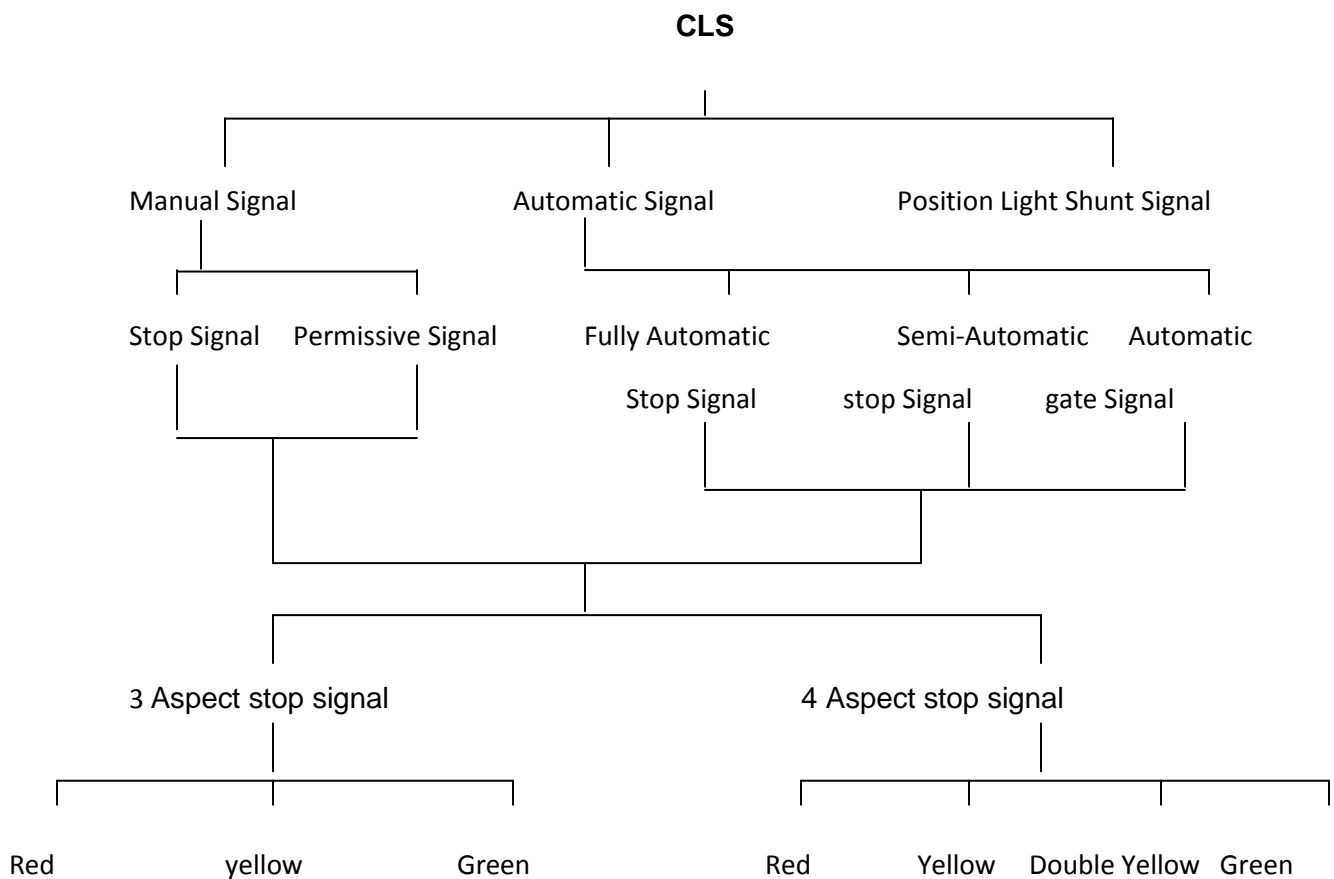 CLS
Manual Signal Automatic Signal Position Light Shunt Signal
Stop Signal Permissive Signal Fully Automatic Semi-Automatic Automatic
Stop Signal stop Signal gate Signal
3 Aspect stop signal 4 Aspect stop signal
Red yellow Green Red Yellow Double Yellow Green